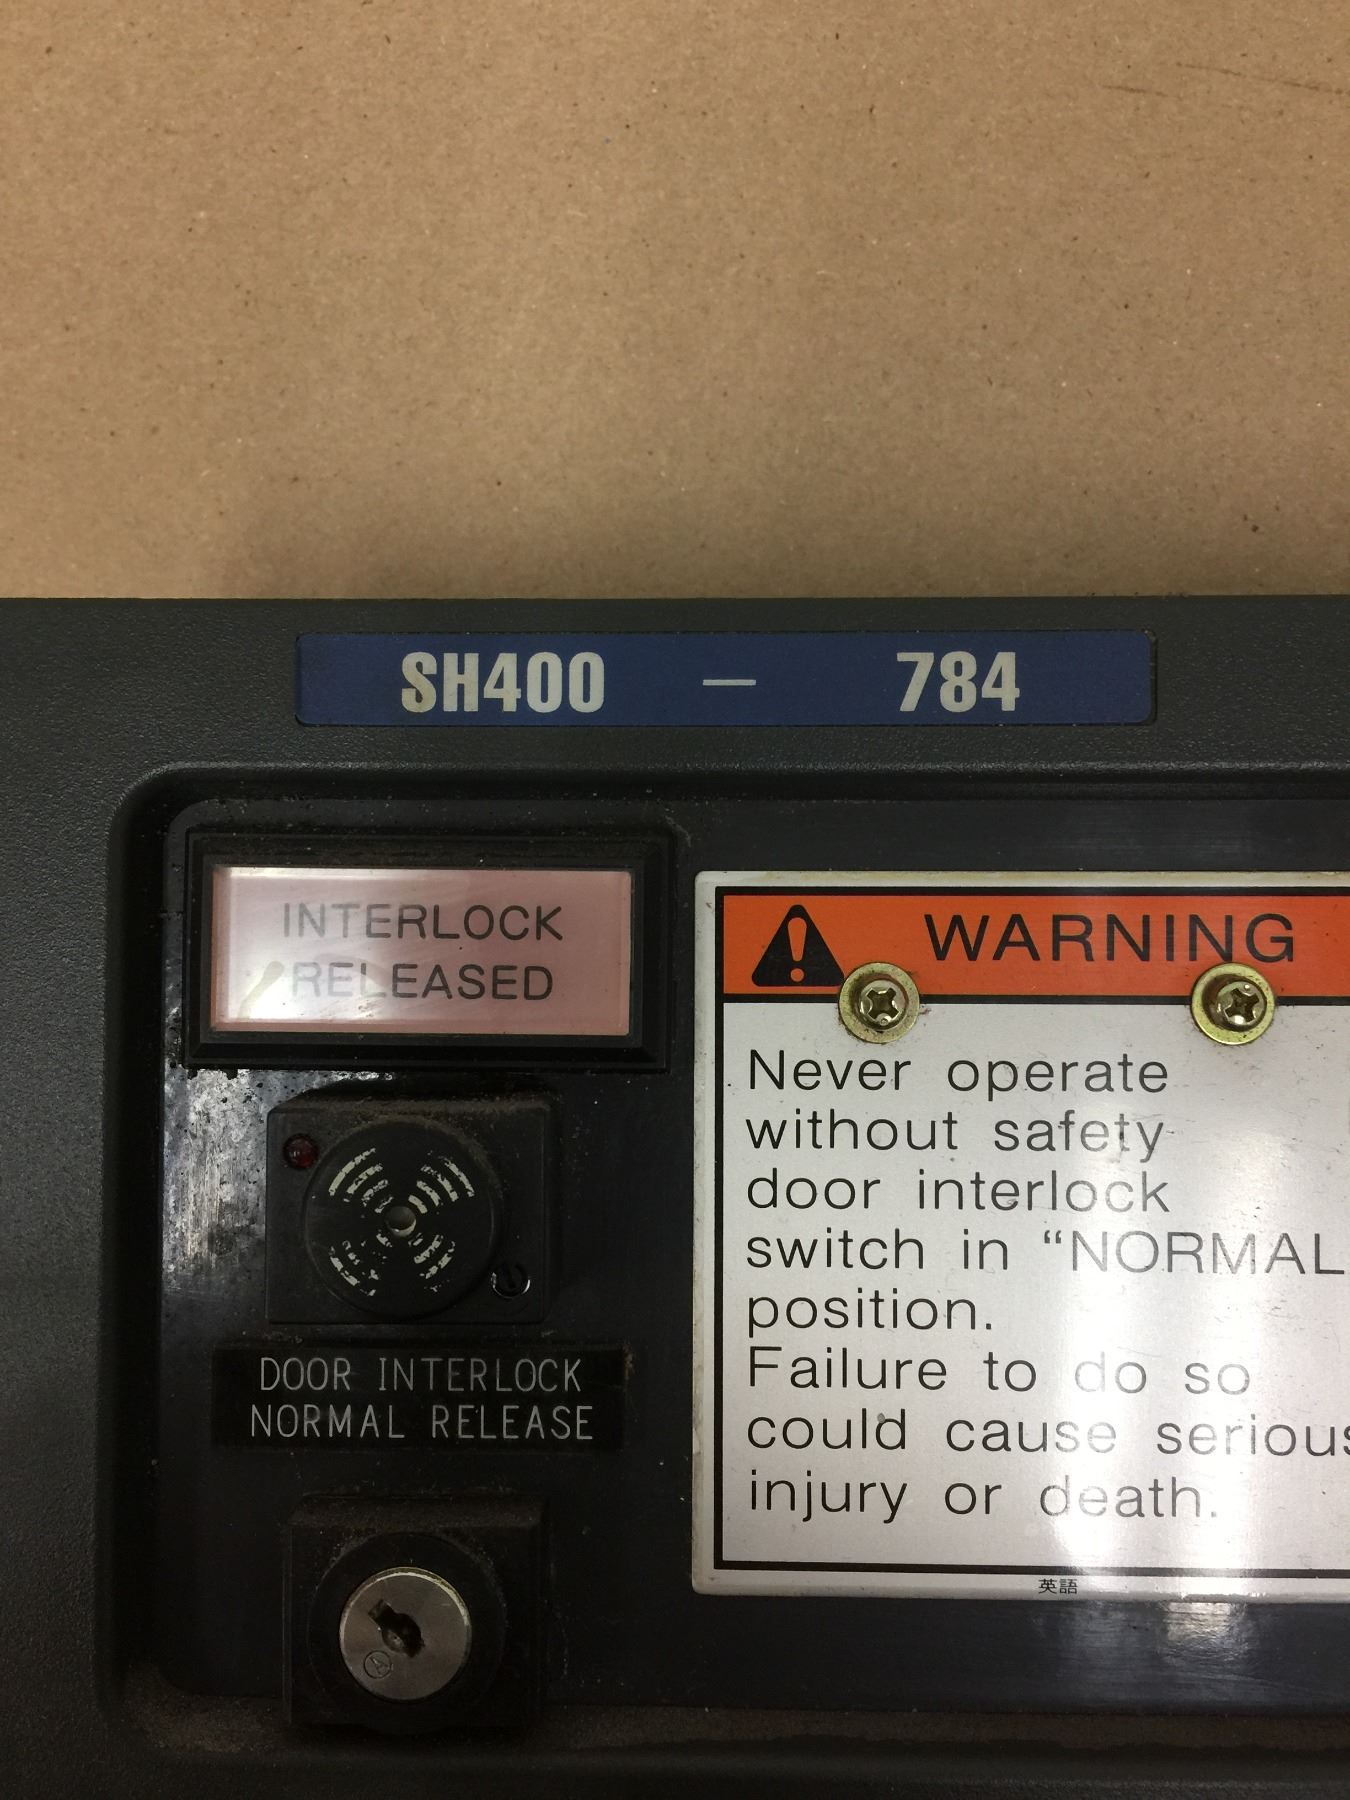 SH400 — 784
INTERLOCK
RELEASED
WARNING
Never operate
without safety
door interlock
switch in “NORMAL
position.
Failure to do so
could cause serious
injury or death.
英語
DOOR INTERLOCK
NORMAL RELEASE
A